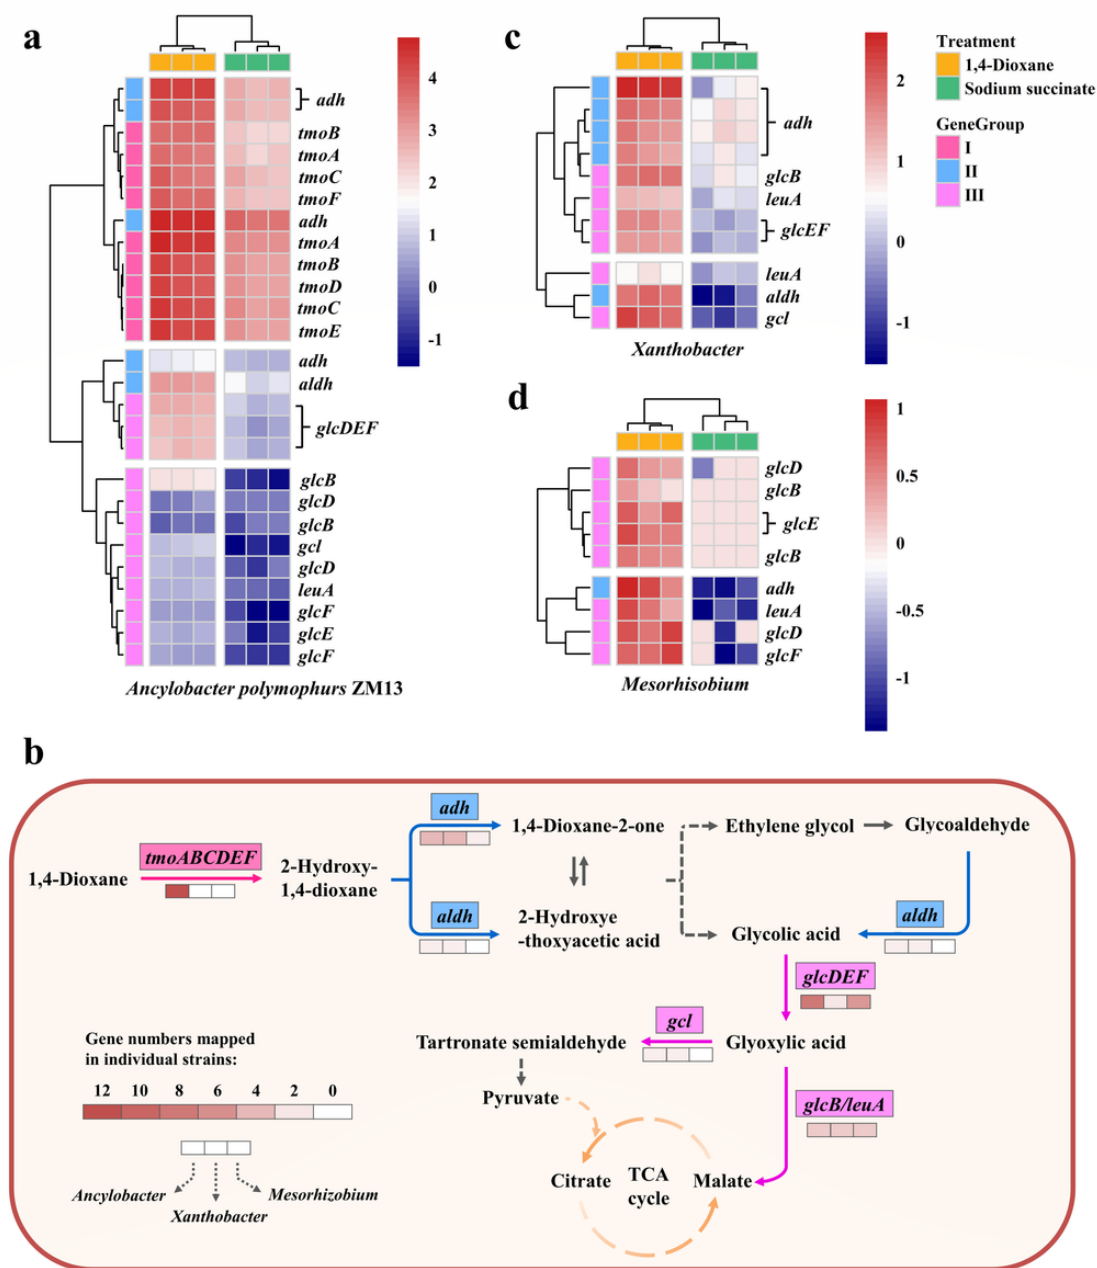 a
adh
tmoB
tmoA
tmoC
tmoF
adh
tmoA
tmoB
tmoD
tmoC
tmoE
adh
aldh
glcDEF
glcB
glcD
glcB
gcl
glcD
leuA
glcF
glcE
glcF
4
3
2
1
0
-1
Ancylobacter polymophurs ZM13
c
adh
glcB
leuA
glcEF
leuA
aldh
gcl
2
1
0
-1
Xanthobacter
Treatment
1,4-Dioxane
Sodium succinate
GeneGroup
I
II
III
d
glcD
glcB
glcE
glcB
adh
leuA
glcD
glcF
1
0.5
0
-0.5
-1
Mesorhisobium
b
1,4-Dioxane
tmoABCDEF
2-Hydroxy-
1,4-dioxane
adh
aldh
1,4-Dioxane-2-one
2-Hydroxye
-thoxyacetic acid
Ethylene glycol
Glycoaldehyde
aldh
Glycolic acid
glcDEF
Glyoxylic acid
gcl
Tartronate semialdehyde
Pyruvate
glcB/leuA
Citrate
TCA
cycle
Malate
Gene numbers mapped
in individual strains:
12 10 8 6 4 2 0
Ancylobacter
Xanthobacter
Mesorhizobium